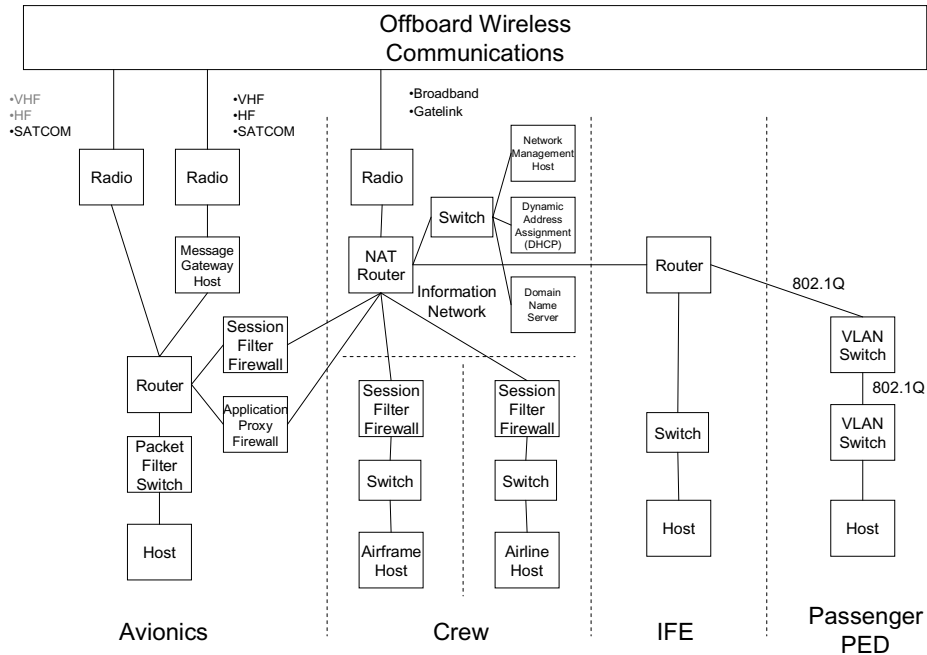 Offboard Wireless
Communications
•VHF
•HF
•SATCOM
•VHF
•HF
•SATCOM
•Broadband
•Gatelink
Radio
Radio
Radio
Network
Management
Host
Switch
Dynamic
Address
Assignment
(DHCP)
Message
Gateway
Host
NAT
Router
Information
Network
Domain
Name
Server
Router
802.1Q
VLAN
Switch
802.1Q
VLAN
Switch
Session
Filter
Firewall
Router
Application
Proxy
Firewall
Packet
Filter
Switch
Host
Session
Filter
Firewall
Session
Filter
Firewall
Switch
Switch
Airframe
Host
Airline
Host
Switch
Host
Host
Avionics
Crew
IFE
Passenger
PED